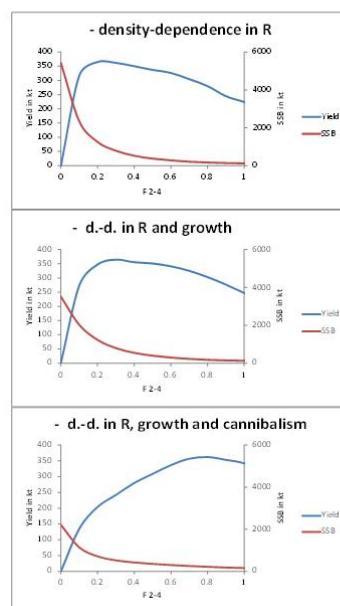 - density-dependence in R
400
350
300
250
200
150
100
50
0
Yield in kt
6000
4000
2000
0
SSB in kt
0 0.2 0.4 0.6 0.8 1
F 2-4
Yield
SSB
- d.-d. in R and growth
400
350
300
250
200
150
100
50
0
Yield in kt
6000
4000
2000
0
SSB in kt
0 0.2 0.4 0.6 0.8 1
F 2-4
Yield
SSB
- d.-d. in R, growth and cannibalism
400
350
300
250
200
150
100
50
0
Yield in kt
6000
4000
2000
0
SSB in kt
0 0.2 0.4 0.6 0.8 1
F 2-4
Yield
SSB